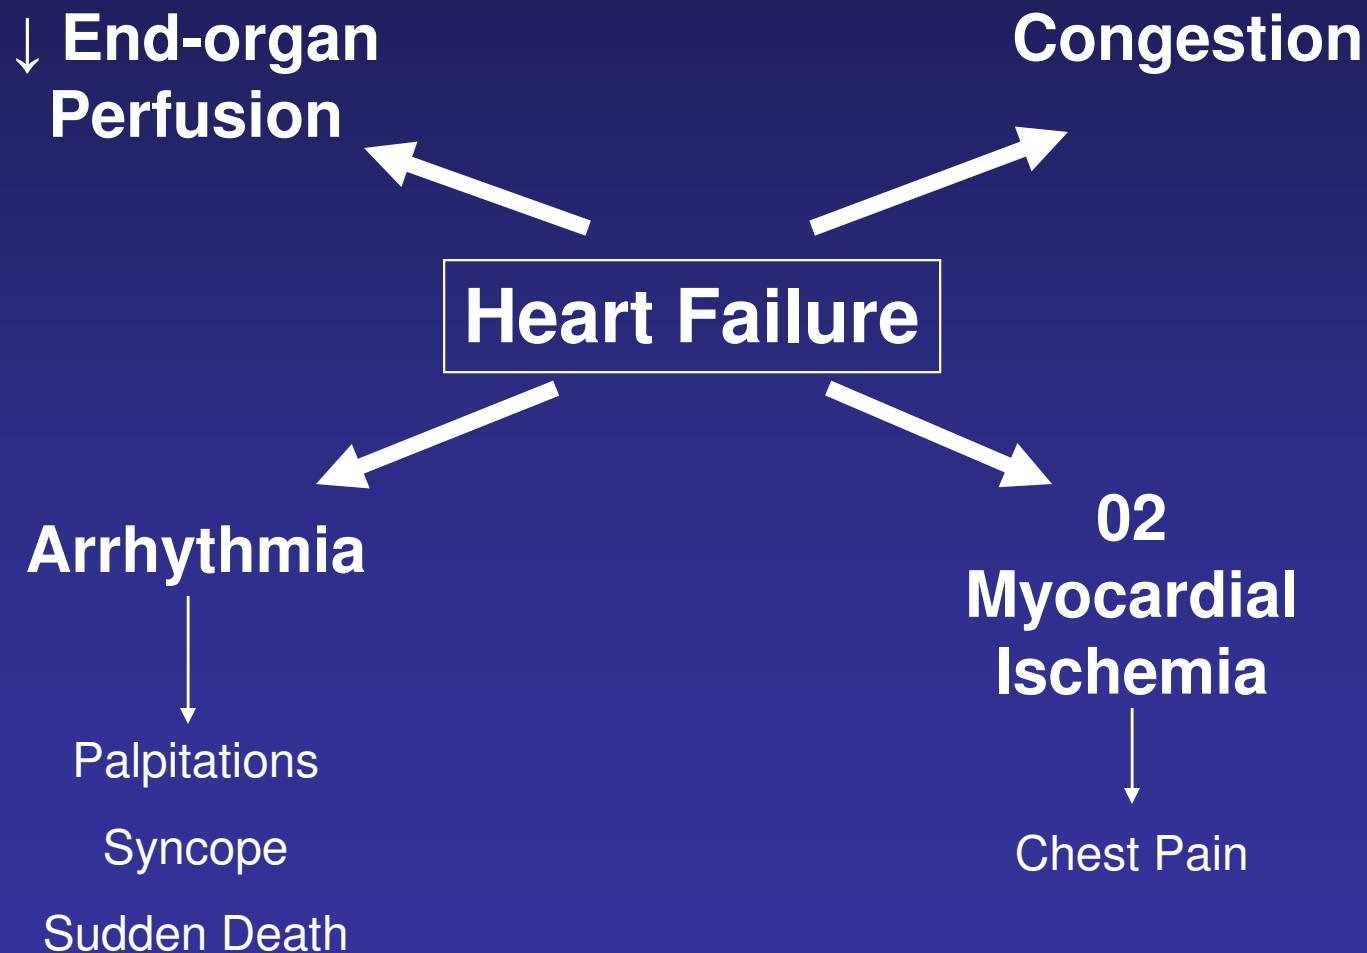 ↓ End-organ
Perfusion
Congestion
Heart Failure
Arrhythmia
Palpitations
Syncope
Sudden Death
02
Myocardial
Ischemia
Chest Pain